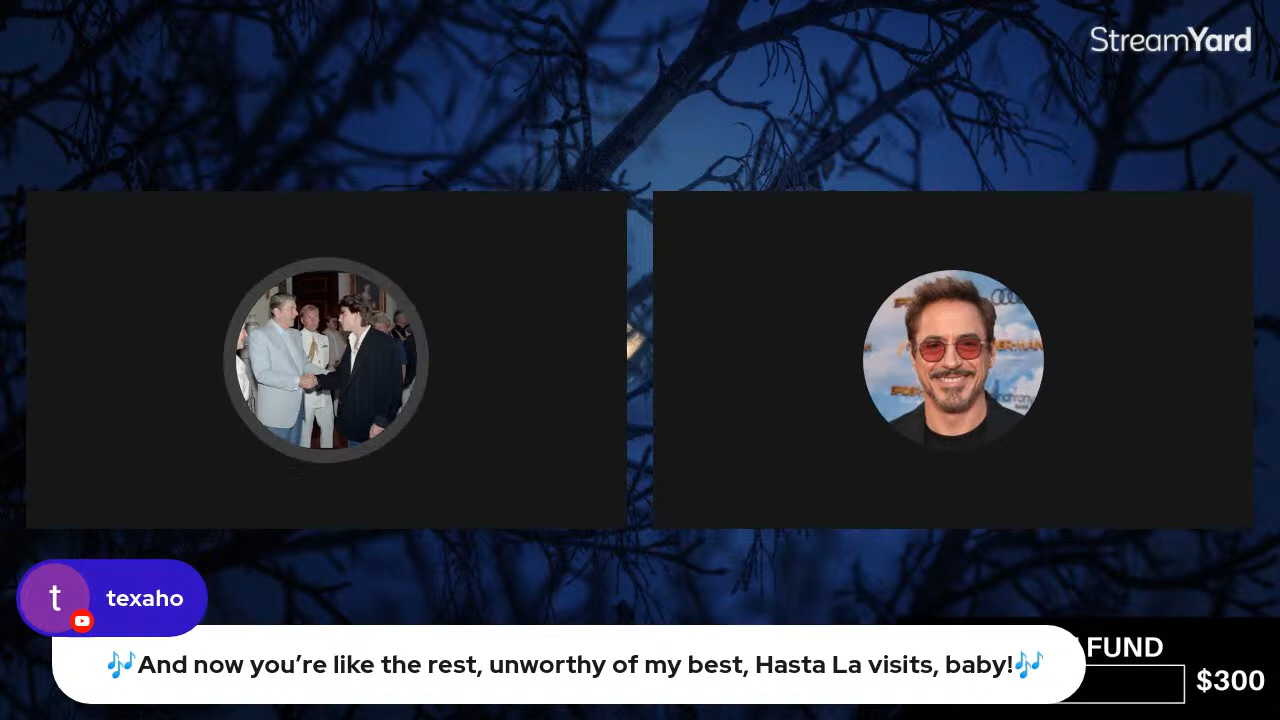 StreamYard
t
texaho
🎶And now you’re like the rest, unworthy of my best, Hasta La visits, baby!🎶
FUND
$300